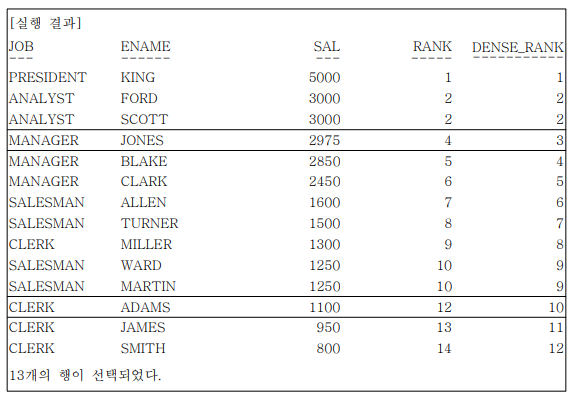 [실행 결과]
JOB ENAME SAL RANK DENSE_RANK
--- ------ --- ----- -----------
PRESIDENT KING 5000 1 1
ANALYST FORD 3000 2 2
ANALYST SCOTT 3000 2 2
MANAGER JONES 2975 4 3
MANAGER BLAKE 2850 5 4
MANAGER CLARK 2450 6 5
SALESMAN ALLEN 1600 7 6
SALESMAN TURNER 1500 8 7
CLERK MILLER 1300 9 8
SALESMAN WARD 1250 10 9
SALESMAN MARTIN 1250 10 9
CLERK ADAMS 1100 12 10
CLERK JAMES 950 13 11
CLERK SMITH 800 14 12
13개의 행이 선택되었다.